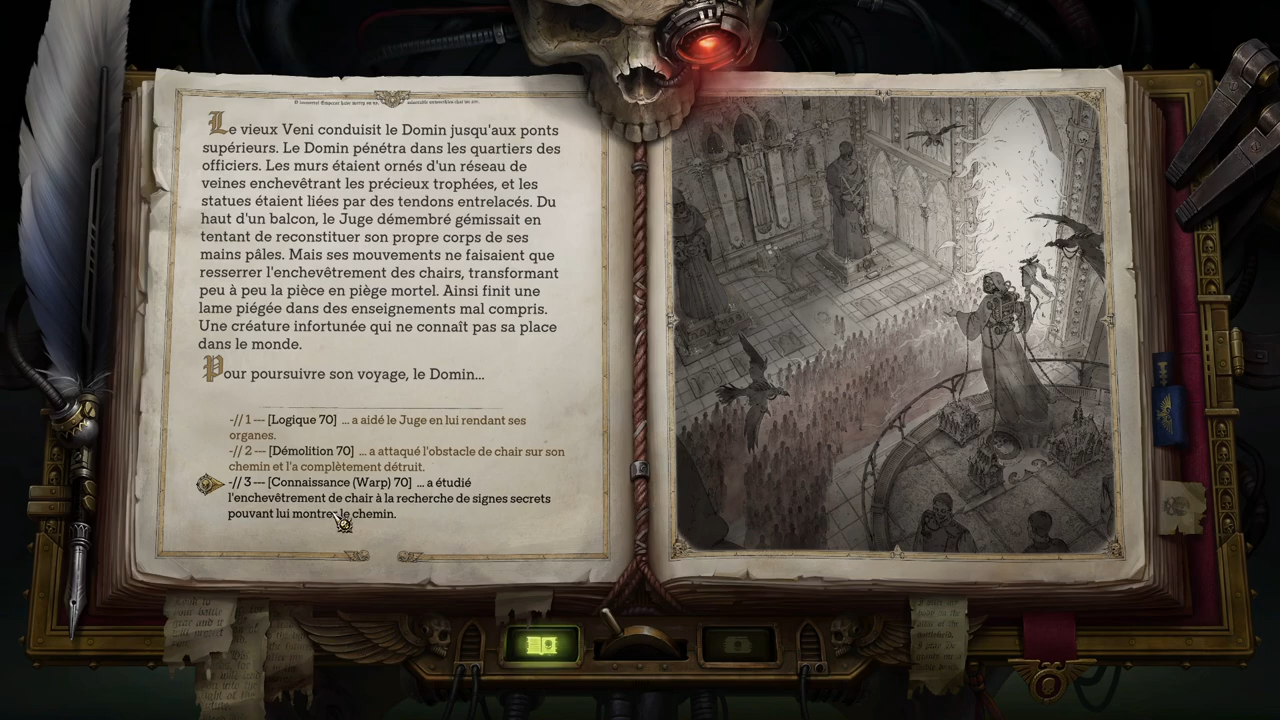 Le vieux Veni conduisit le Domin jusqu'aux ponts
supérieurs. Le Domin pénétra dans les quartiers des
officiers. Les murs étaient ornés d'un réseau de
veines enchevêtrant les précieux trophées, et les
statues étaient liées par des tendons entrelacés. Du
haut d'un balcon, le Juge démembré gémissait en
tentant de reconstituer son propre corps de ses
mains pâles. Mais ses mouvements ne faisaient que
resserrer l'enchevêtrement des chairs, transformant
peu à peu la pièce en piège mortel. Ainsi finit une
lame piégée dans des enseignements mal compris.
Une créature infortunée qui ne connaît pas sa place
dans le monde.
Pour poursuivre son voyage, le Domin...
-// 1 --- [Logique 70] ... a aidé le Juge en lui rendant ses
organes.
-// 2 --- [Démolition 70] ... a attaqué l'obstacle de chair sur son
chemin et l'a complètement détruit.
-// 3 --- [Connaissance (Warp) 70] ... a étudié
l'enchevêtrement de chair à la recherche de signes secrets
pouvant lui montrer le chemin.